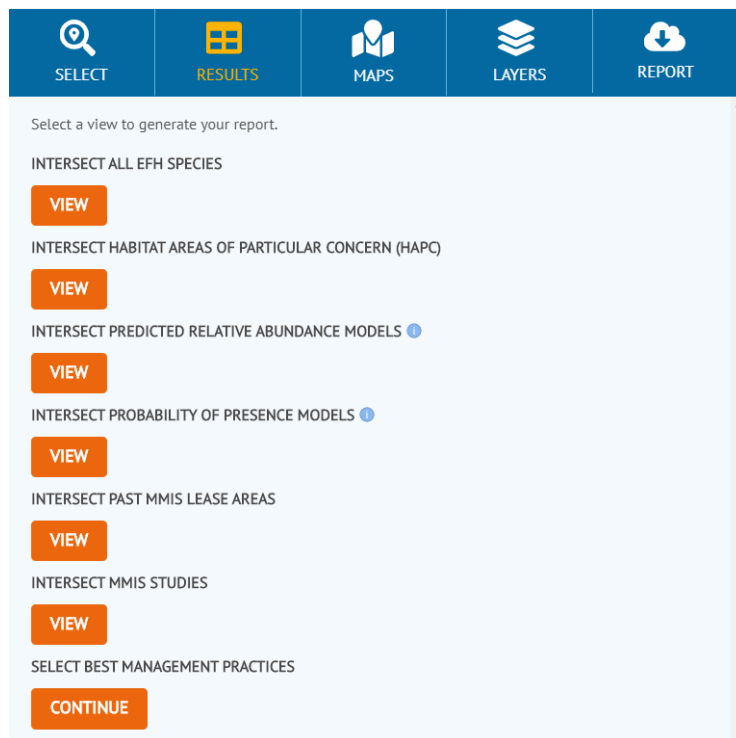 SELECT
RESULTS
MAPS
LAYERS
REPORT
Select a view to generate your report.
INTERSECT ALL EFH SPECIES
VIEW
INTERSECT HABITAT AREAS OF PARTICULAR CONCERN (HAPC)
VIEW
INTERSECT PREDICTED RELATIVE ABUNDANCE MODELS i
VIEW
INTERSECT PROBABILITY OF PRESENCE MODELS i
VIEW
INTERSECT PAST MMIS LEASE AREAS
VIEW
INTERSECT MMIS STUDIES
VIEW
SELECT BEST MANAGEMENT PRACTICES
CONTINUE